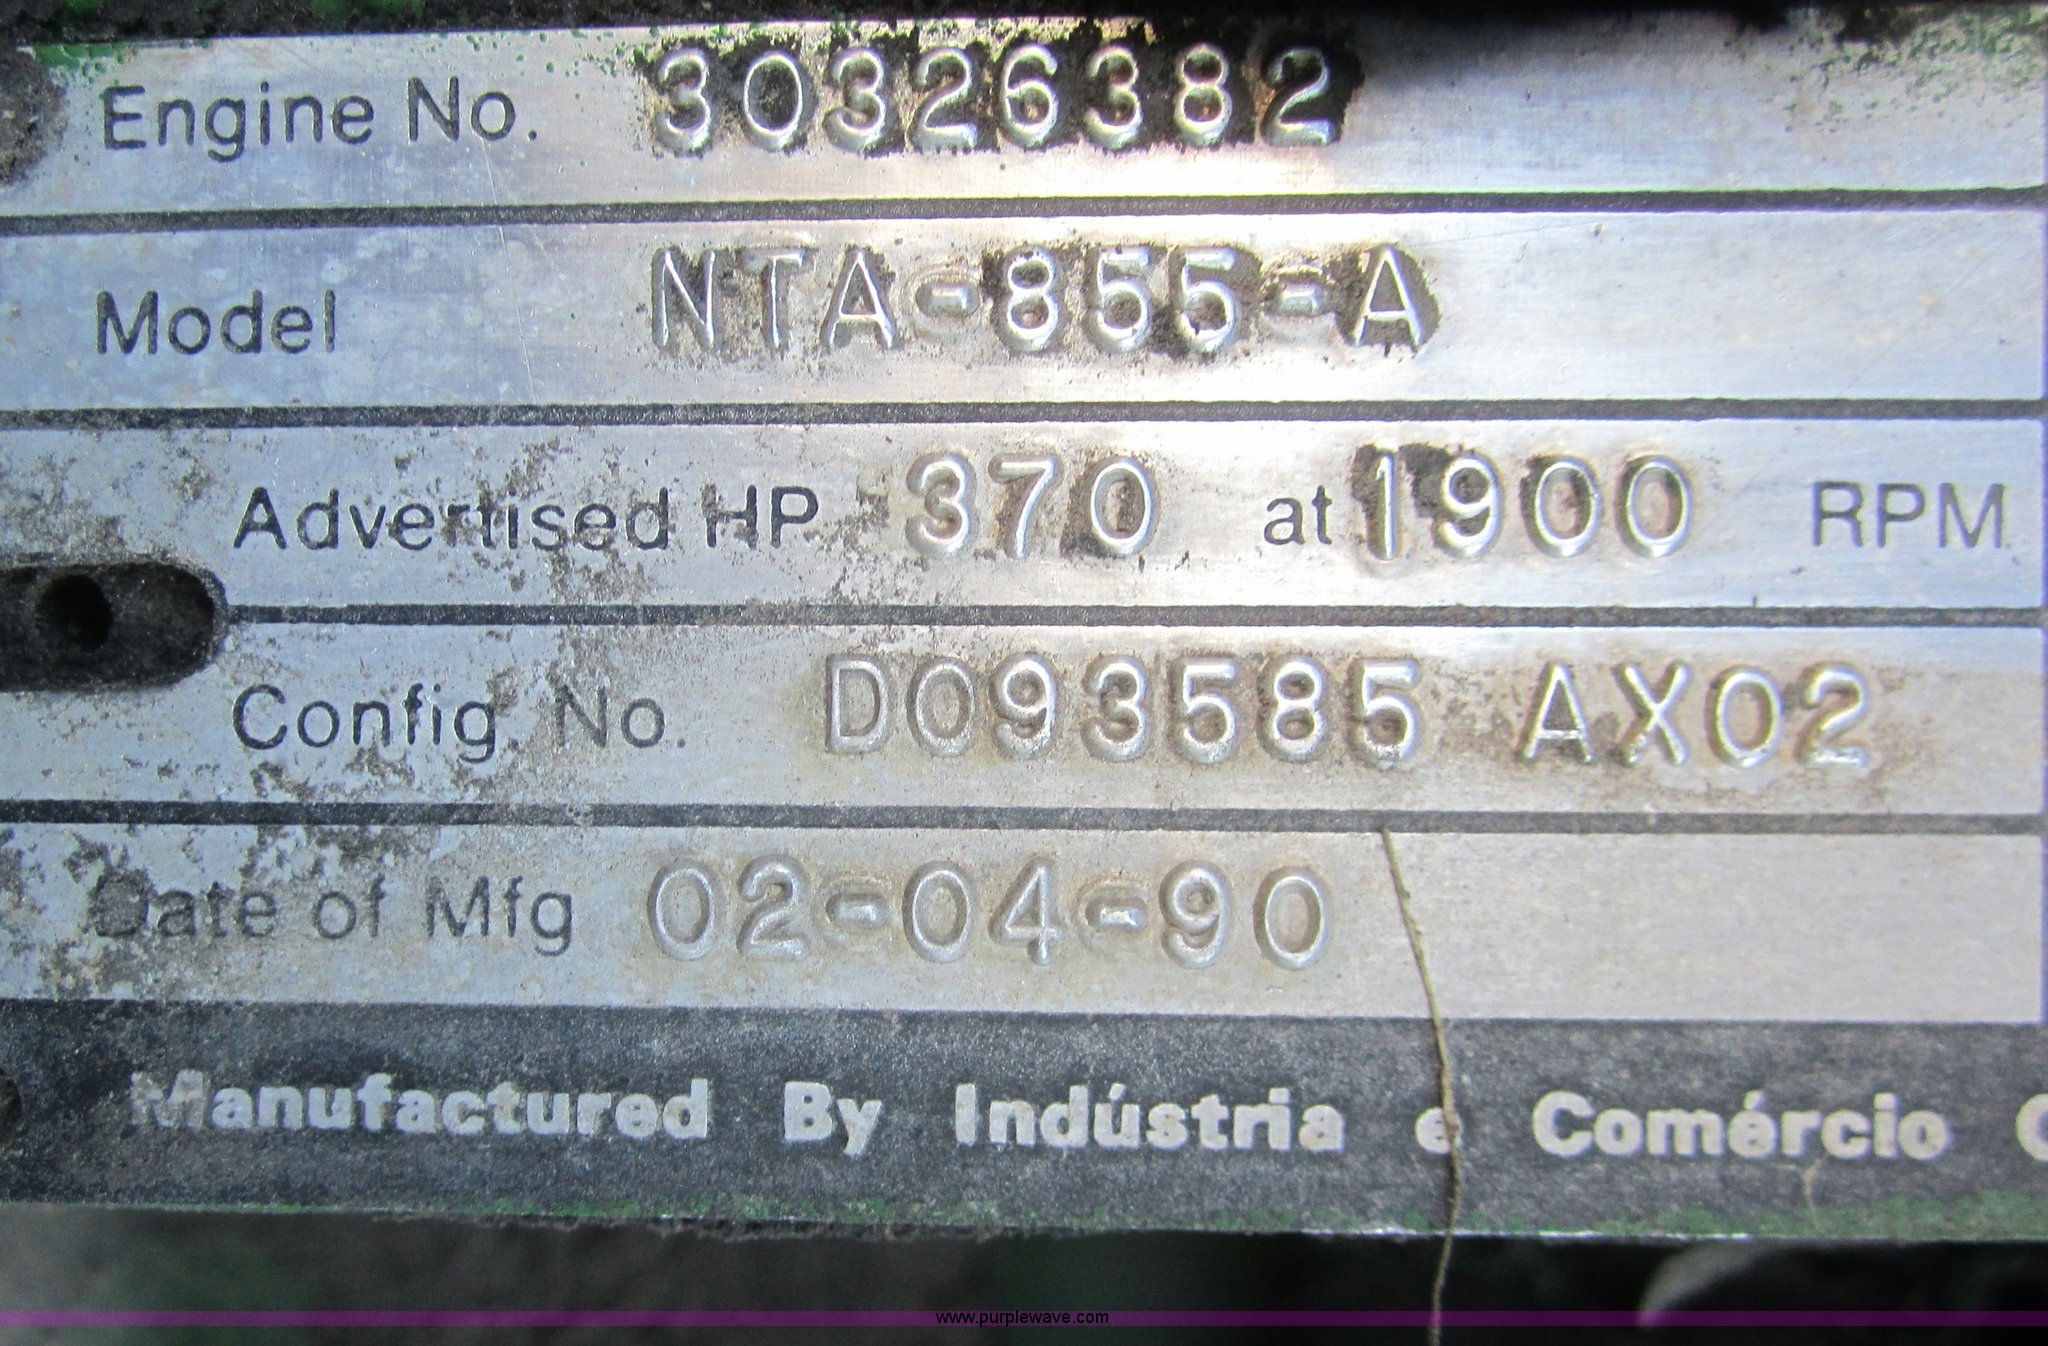 Engine No. 30326382
Model NTA-855-A
Advertised HP 370 at 1900 RPM
Config. No. D093585 AX02
Date of Mfg 02-04-90
Manufactured By Indústria e Comércio
www.purplewave.com